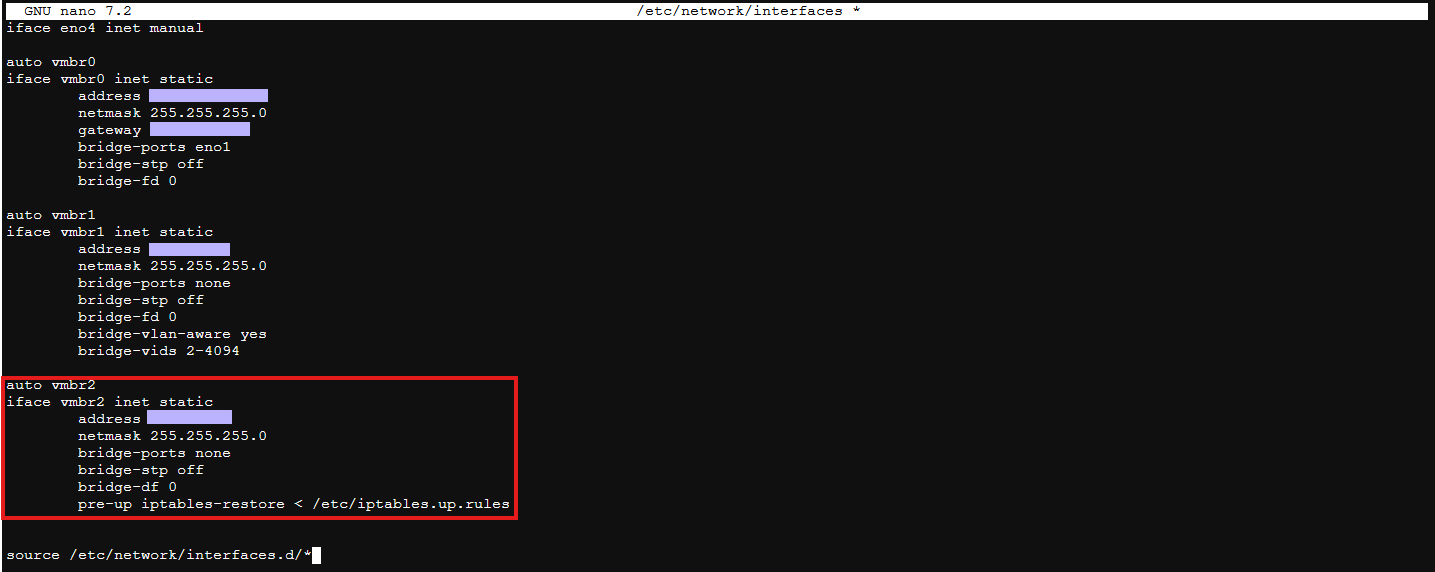 GNU nano 7.2 /etc/network/interfaces *
iface eno4 inet manual
auto vmbr0
iface vmbr0 inet static
address
netmask 255.255.255.0
gateway
bridge-ports eno1
bridge-stp off
bridge-fd 0
auto vmbr1
iface vmbr1 inet static
address
netmask 255.255.255.0
bridge-ports none
bridge-stp off
bridge-fd 0
bridge-vlan-aware yes
bridge-vids 2-4094
auto vmbr2
iface vmbr2 inet static
address
netmask 255.255.255.0
bridge-ports none
bridge-stp off
bridge-df 0
pre-up iptables-restore < /etc/iptables.up.rules
source /etc/network/interfaces.d/*